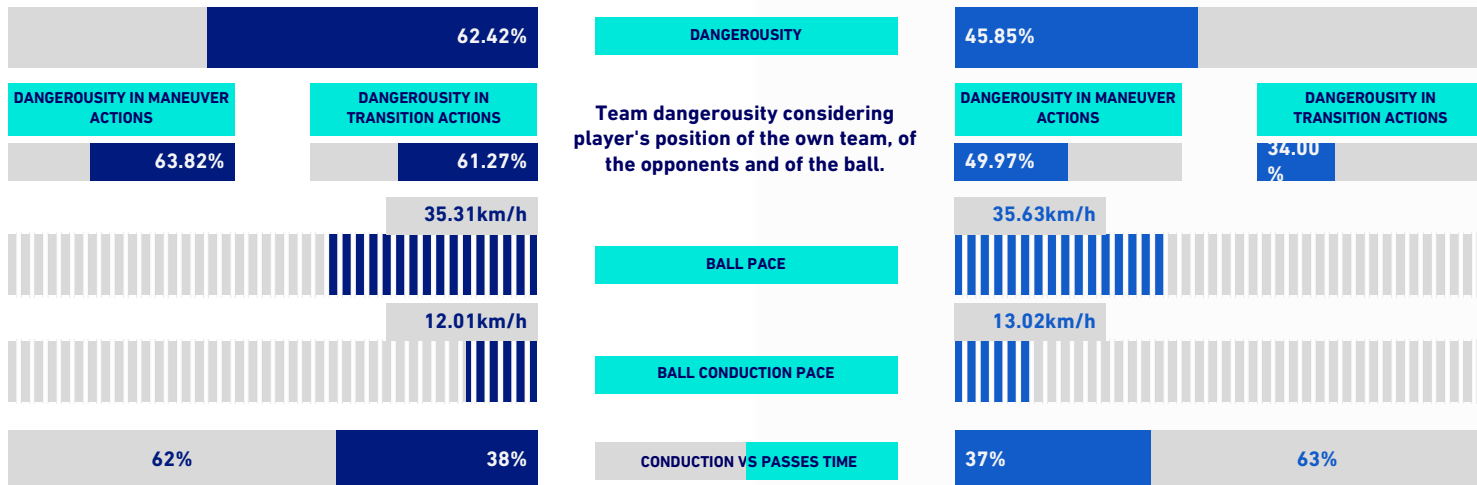 62.42%
DANGEROUSITY
45.85%
DANGEROUSITY IN MANEUVER
ACTIONS
DANGEROUSITY IN
TRANSITION ACTIONS
63.82%
61.27%
Team dangerousity considering
player's position of the own team, of
the opponents and of the ball.
DANGEROUSITY IN MANEUVER
ACTIONS
DANGEROUSITY IN
TRANSITION ACTIONS
49.97%
34.00
%
35.31km/h
BALL PACE
35.63km/h
12.01km/h
BALL CONDUCTION PACE
13.02km/h
62%
38%
CONDUCTION VS PASSES TIME
37%
63%